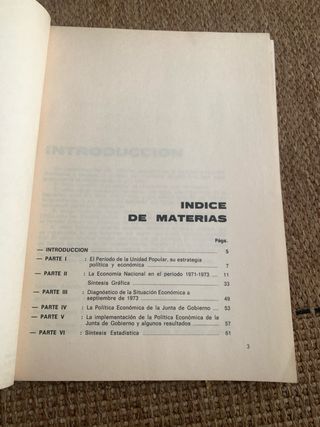 INTRODUCCION
INDICE
DE MATERIAS
Pág.
— INTRODUCCION 5
— PARTE I : El Período de la Unidad Popular, su estrategia
política y económica 7
— PARTE II : La Economía Nacional en el período 1971-1973 11
Síntesis Gráfica 33
— PARTE III : Diagnóstico de la Situación Económica a
septiembre de 1973 49
— PARTE IV : La Política Económica de la Junta de Gobierno 53
— PARTE V : La implementación de la Política Económica de la
Junta de Gobierno y algunos resultados 57
— PARTE VI : Síntesis Estadística 61
3